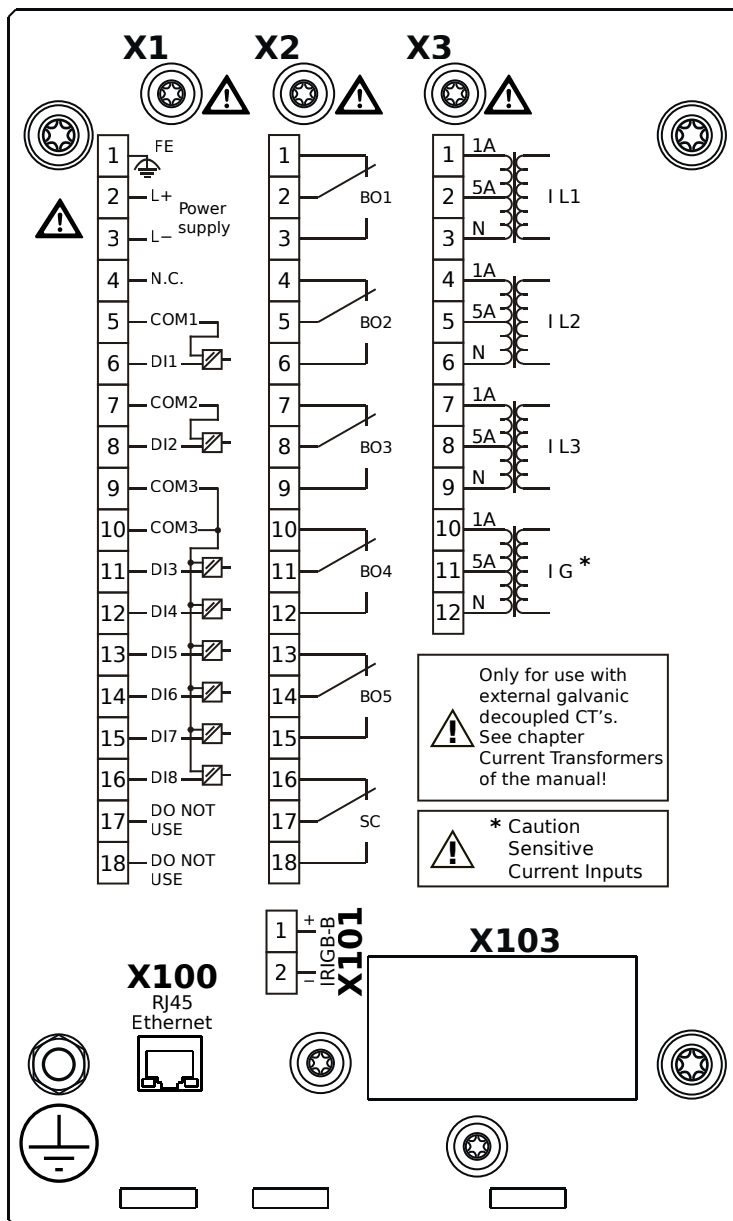 X1
X2
X3
1 FE
2 L+
Power
supply
3 L−
4 N.C.
5 COM1
6 DI1
7 COM2
8 DI2
9 COM3
10 COM3
11 DI3
12 DI4
13 DI5
14 DI6
15 DI7
16 DI8
17 DO NOT
USE
18 DO NOT
USE
1
2 BO1
3
4
5 BO2
6
7
8 BO3
9
10
11 BO4
12
13
14 BO5
15
16
17 SC
18
1 1A
2 5A I L1
3 N
4 1A
5 5A I L2
6 N
7 1A
8 5A I L3
9 N
10 1A
11 5A I G *
12 N
Only for use with
external galvanic
decoupled CT's.
See chapter
Current Transformers
of the manual!
* Caution
Sensitive
Current Inputs
1 +
2 −
IRIGB-B
X101
X103
X100
RJ45
Ethernet